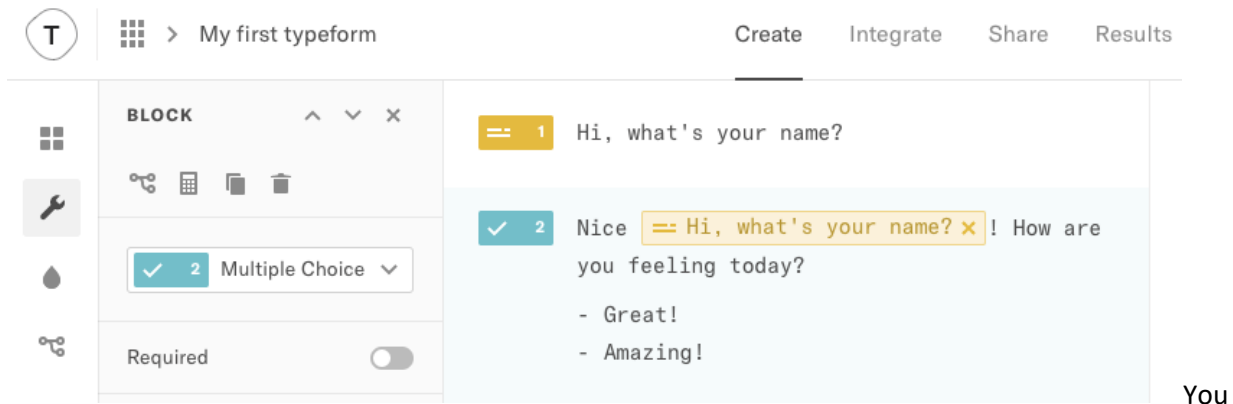 T
My first typeform
Create Integrate Share Results
BLOCK
1 Hi, what's your name?
2 Nice Hi, what's your name? ! How are
you feeling today?
2 Multiple Choice
- Great!
- Amazing!
Required
You